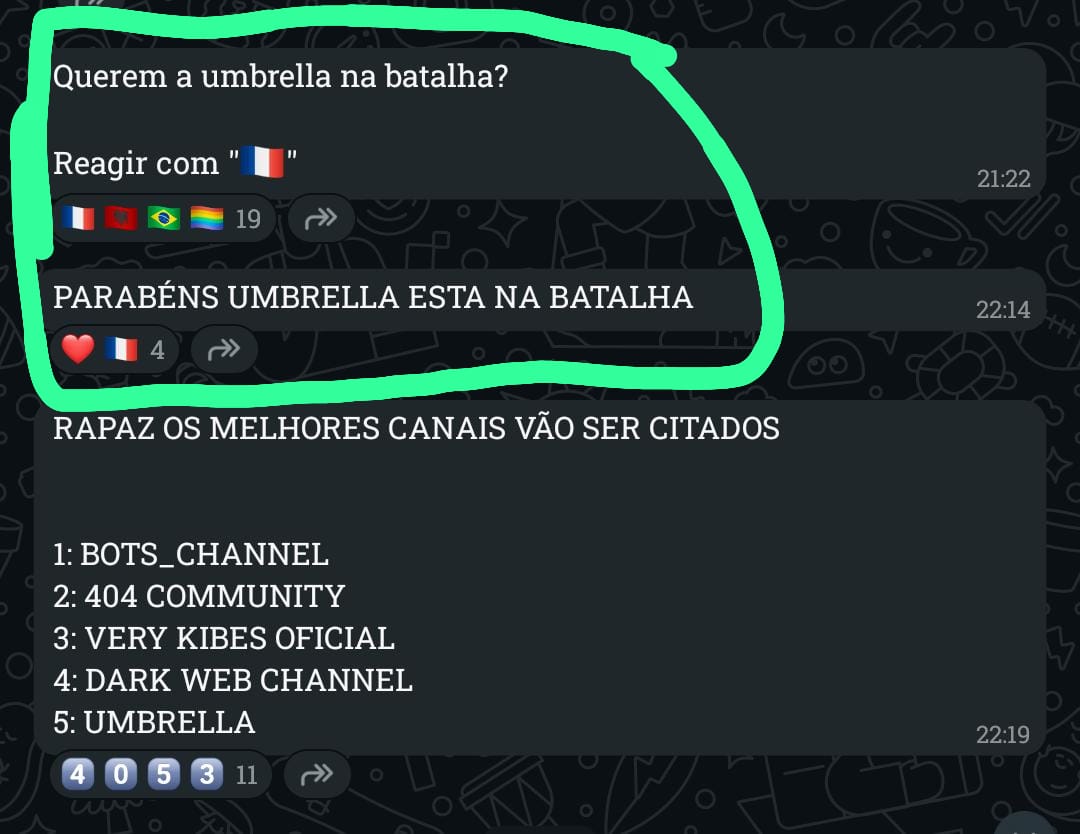 Querem a umbrella na batalha?
Reagir com "🇫🇷"
21:22
🇫🇷 🇦🇱 🇧🇷 🏳️‍🌈 19
PARABÉNS UMBRELLA ESTA NA BATALHA
22:14
❤️ 🇫🇷 4
RAPAZ OS MELHORES CANAIS VÃO SER CITADOS
1: BOTS_CHANNEL
2: 404 COMMUNITY
3: VERY KIBES OFICIAL
4: DARK WEB CHANNEL
5: UMBRELLA
22:19
4️⃣ 0️⃣ 5️⃣ 3️⃣ 11